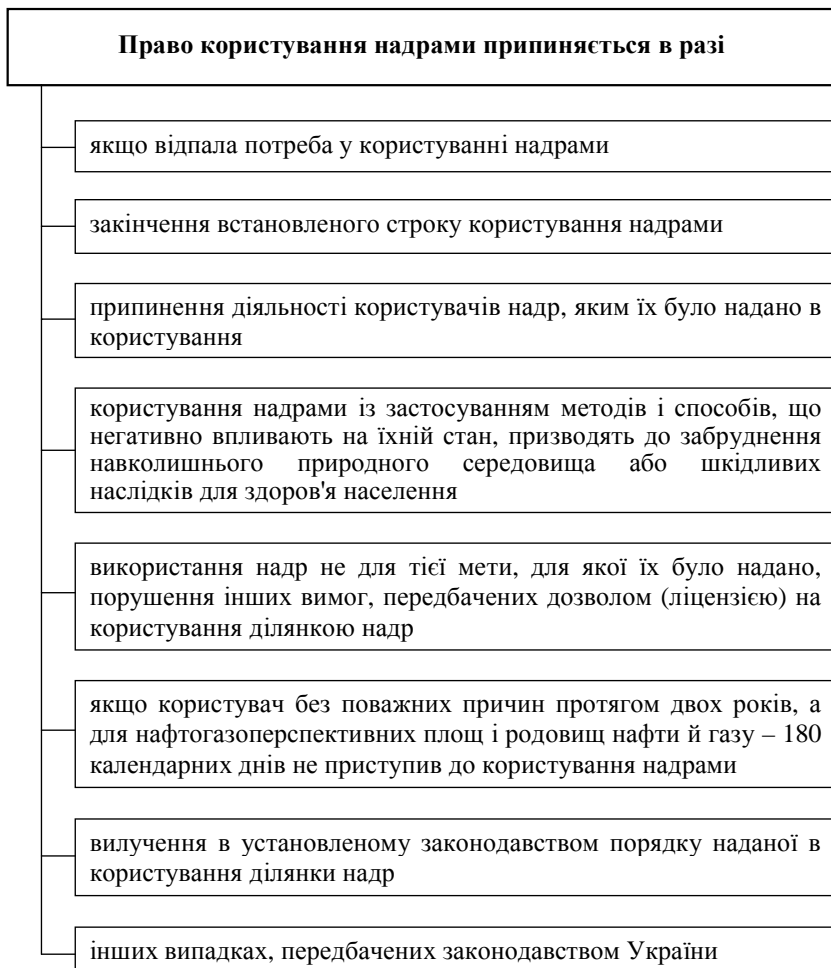 Право користування надрами припиняється в разі
якщо відпала потреба у користуванні надрами
закінчення встановленого строку користування надрами
припинення діяльності користувачів надр, яким їх було надано в
користування
користування надрами із застосуванням методів і способів, що
негативно впливають на їхній стан, призводять до забруднення
навколишнього природного середовища або шкідливих
наслідків для здоров'я населення
використання надр не для тієї мети, для якої їх було надано,
порушення інших вимог, передбачених дозволом (ліцензією) на
користування ділянкою надр
якщо користувач без поважних причин протягом двох років, а
для нафтогазоперспективних площ і родовищ нафти й газу – 180
календарних днів не приступив до користування надрами
вилучення в установленому законодавством порядку наданої в
користування ділянки надр
інших випадках, передбачених законодавством України